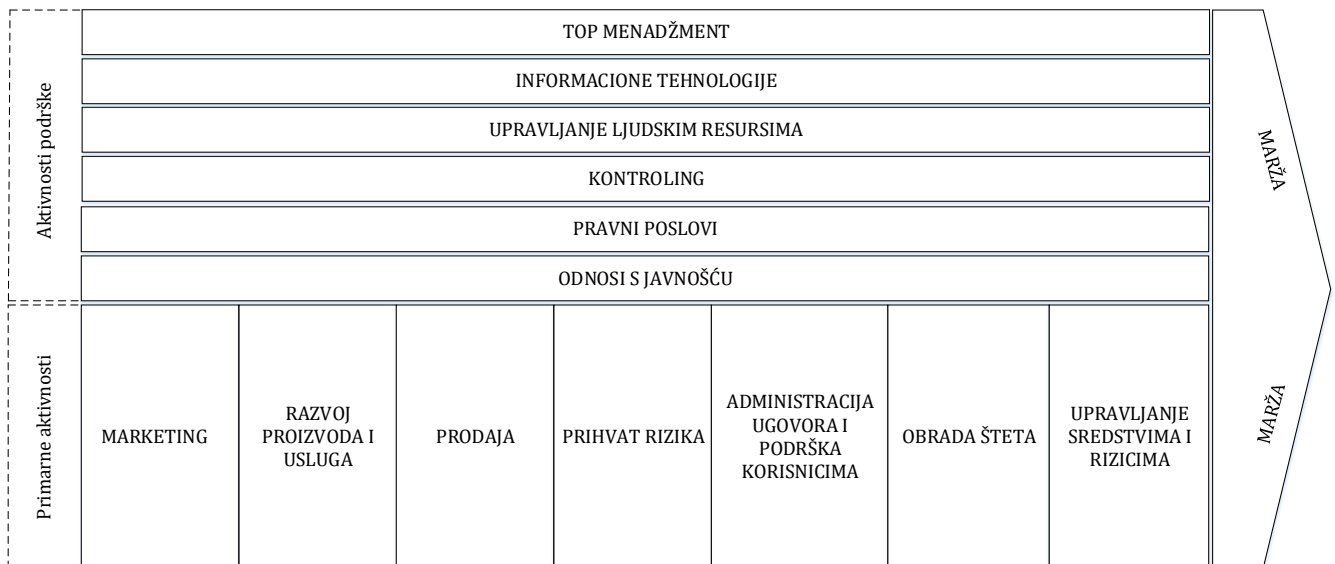 Aktivnosti podrške
TOP MENADŽMENT
INFORMACIONE TEHNOLOGIJE
UPRAVLJANJE LJUDSKIM RESURSIMA
KONTROLING
PRAVNI POSLOVI
ODNOSI S JAVNOŠĆU
MARŽA
Primarne aktivnosti
MARKETING
RAZVOJ
PROIZVODA I
USLUGA
PRODAJA
PRIHVAT RIZIKA
ADMINISTRACIJA
UGOVORA I
PODRŠKA
KORISNICIMA
OBRADA ŠTETA
UPRAVLJANJE
SREDSTVIMA I
RIZICIMA
MARŽA